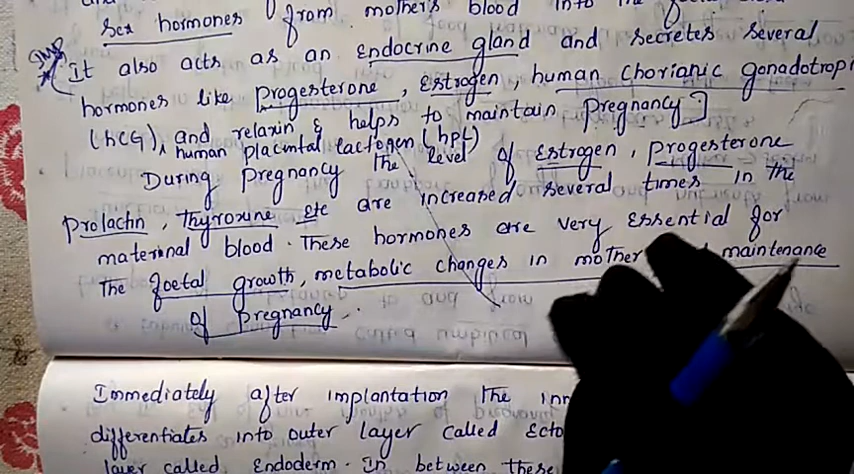 Sex hormones from mother's blood into the
Imp
It also acts as an Endocrine gland and secretes several
hormones like Progesterone, Estrogen, human Chorianic gonadotropi
(hCG), and relaxin & helps to maintain Pregnancy]
human placental lactogen (hPL)
During Pregnancy the level of Estrogen, Progesterone
Prolactin, Thyroxine etc are increased several times in the
maternal blood. These hormones are very Essential for
the foetal growth, metabolic changes in mother maintenance
of Pregnancy.
Immediately after implantation the inn
differentiates into outer layer called Ecto
layer called Endoderm. In between these